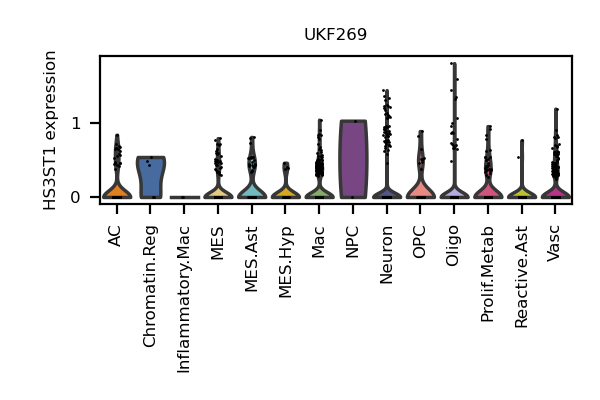 UKF269
HS3ST1 expression
1
0
AC
Chromatin.Reg
Inflammatory.Mac
MES
MES.Ast
MES.Hyp
Mac
NPC
Neuron
OPC
Oligo
Prolif.Metab
Reactive.Ast
Vasc